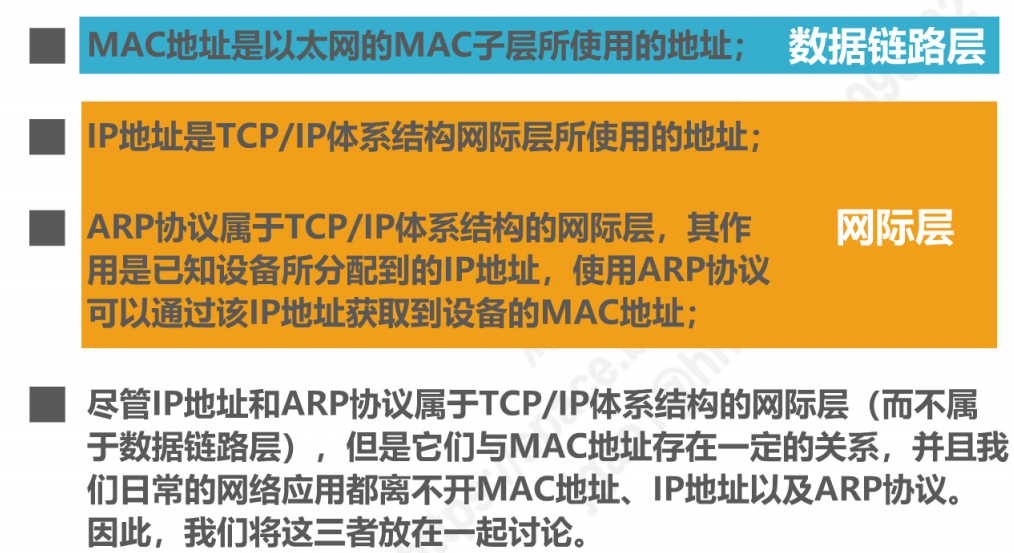 MAC地址是以太网的MAC子层所使用的地址； 数据链路层
IP地址是TCP/IP体系结构网际层所使用的地址；
ARP协议属于TCP/IP体系结构的网际层，其作
网际层
用是已知设备所分配到的IP地址，使用ARP协议
可以通过该IP地址获取到设备的MAC地址；
尽管IP地址和ARP协议属于TCP/IP体系结构的网际层（而不属
于数据链路层），但是它们与MAC地址存在一定的关系，并且我
们日常的网络应用都离不开MAC地址、IP地址以及ARP协议。
因此，我们将这三者放在一起讨论。